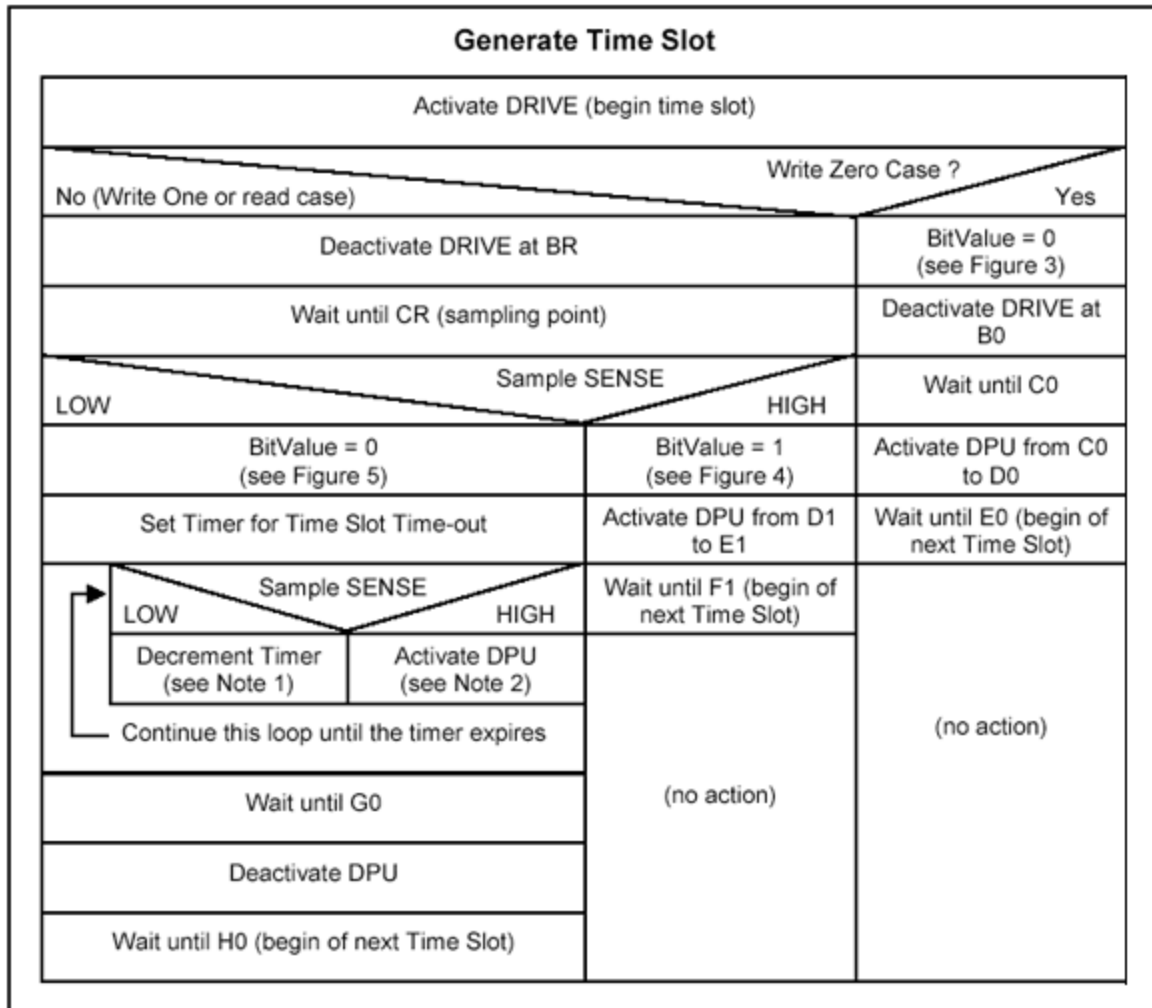 Generate Time Slot
Activate DRIVE (begin time slot)
Write Zero Case ?
No (Write One or read case)
Yes
Deactivate DRIVE at BR
BitValue = 0
(see Figure 3)
Wait until CR (sampling point)
Deactivate DRIVE at
B0
Sample SENSE
LOW
HIGH
Wait until C0
BitValue = 0
(see Figure 5)
BitValue = 1
(see Figure 4)
Activate DPU from C0
to D0
Set Timer for Time Slot Time-out
Activate DPU from D1
to E1
Wait until E0 (begin of
next Time Slot)
Sample SENSE
LOW
HIGH
Wait until F1 (begin of
next Time Slot)
Decrement Timer
(see Note 1)
Activate DPU
(see Note 2)
Continue this loop until the timer expires
(no action)
(no action)
Wait until G0
Deactivate DPU
Wait until H0 (begin of next Time Slot)